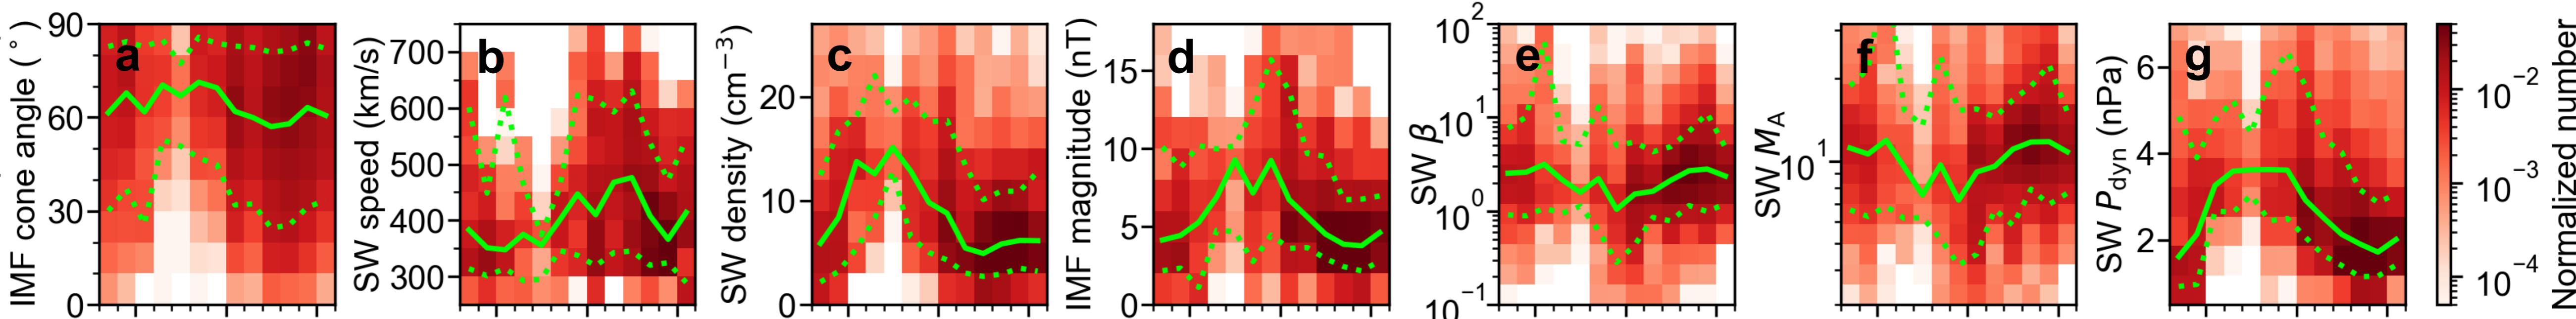 IMF cone angle (°)
90
60
30
0
a
SW speed (km/s)
700
600
500
400
300
b
SW density (cm⁻³)
20
10
0
c
IMF magnitude (nT)
15
10
5
0
d
SW β
10²
10¹
10⁰
10⁻¹
e
SW M_A
10¹
f
SW P_dyn (nPa)
6
4
2
g
10⁻²
10⁻³
10⁻⁴
Normalized number